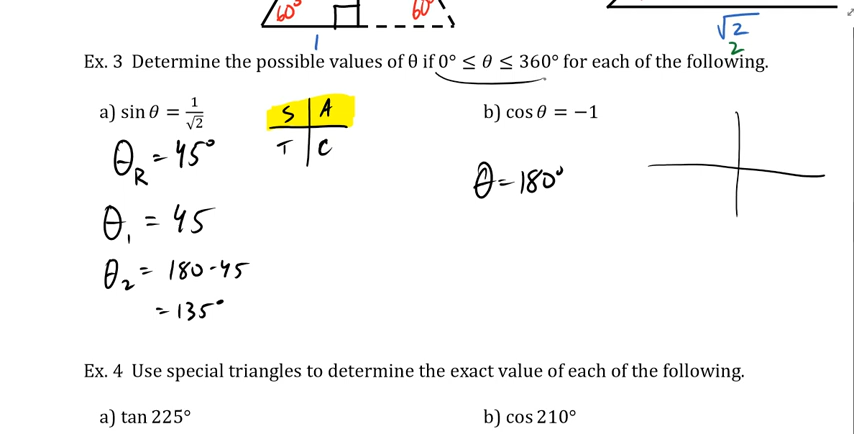 60°
60°
1
√2
2
Ex. 3 Determine the possible values of θ if 0° ≤ θ ≤ 360° for each of the following.
a) sin θ = 1/√2
S | A
T | C
b) cos θ = −1
θR = 45°
θ = 180°
θ1 = 45
θ2 = 180-45
= 135°
Ex. 4 Use special triangles to determine the exact value of each of the following.
a) tan 225°
b) cos 210°